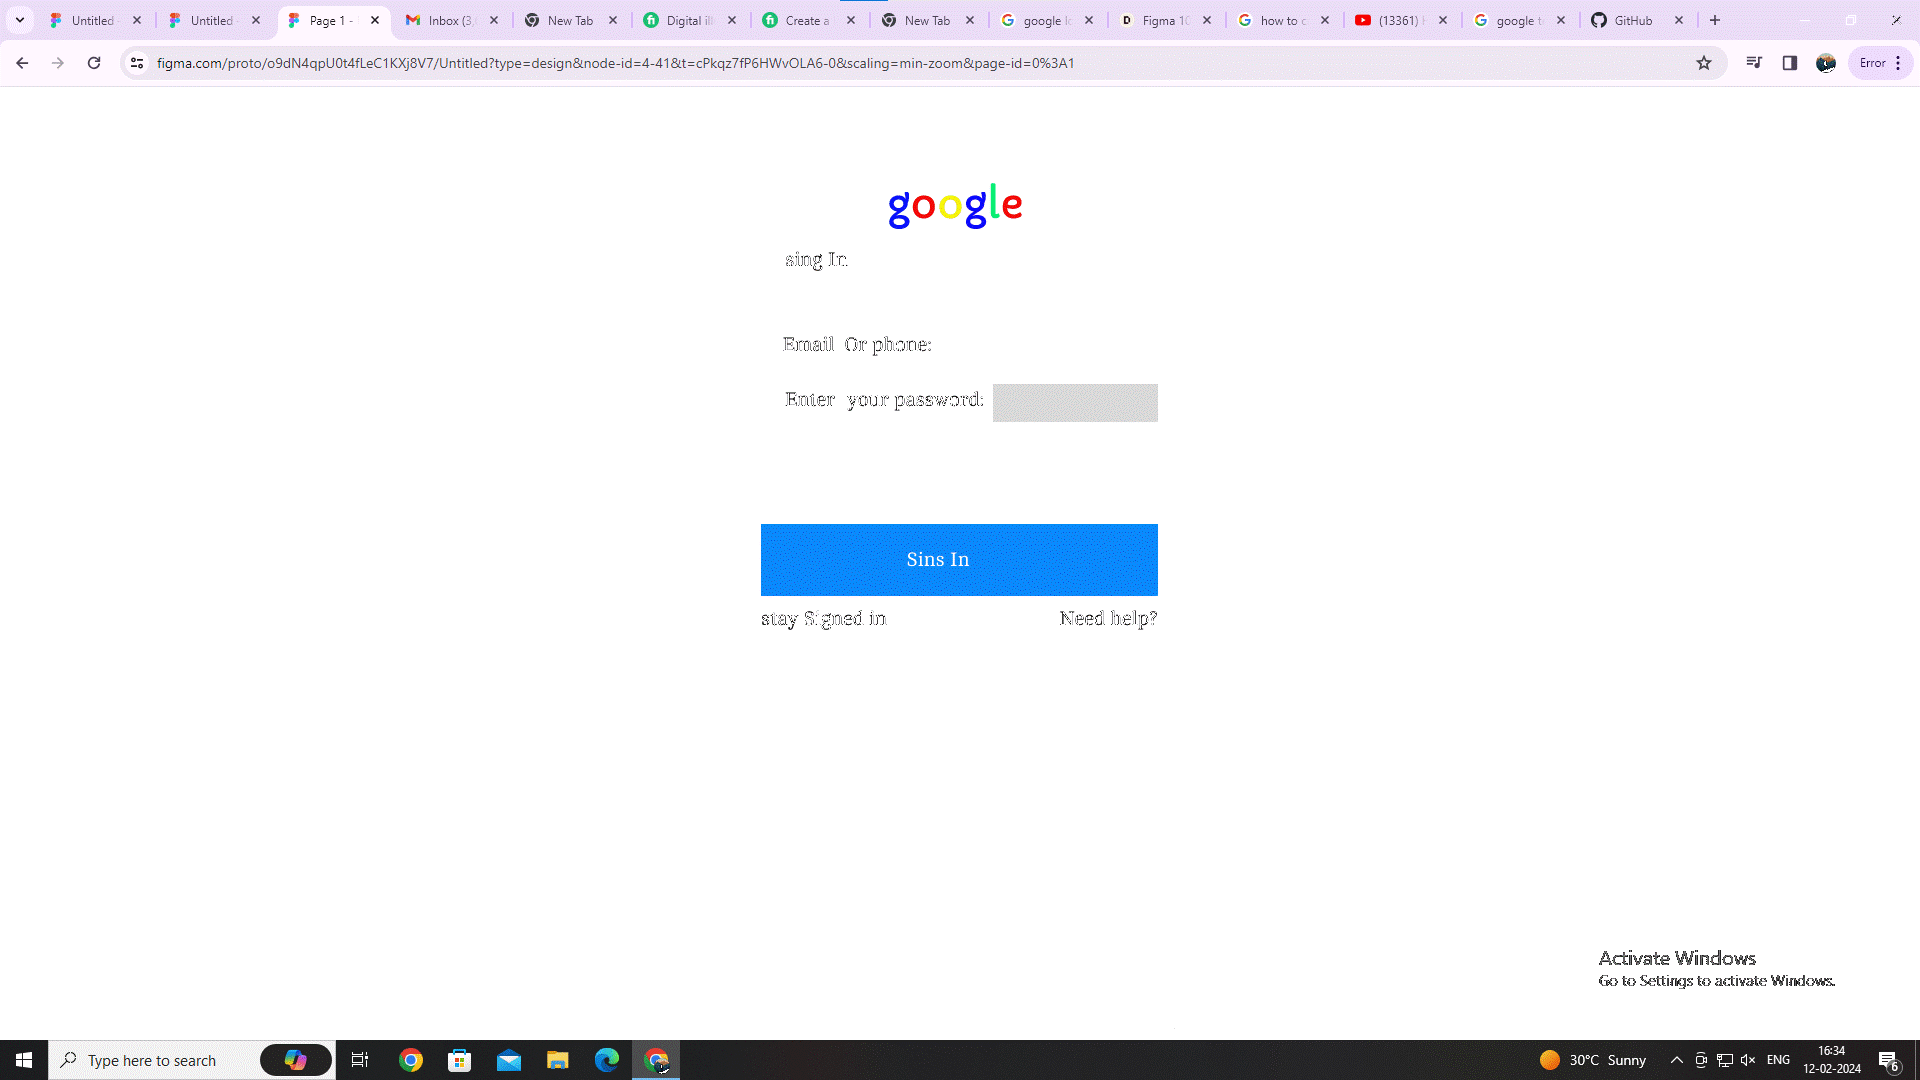 Untitled
Untitled
Page 1 -
Inbox (3,
New Tab
Digital ill
Create a
New Tab
google lo
Figma 10
how to c
(13361)
google t
GitHub
figma.com/proto/o9dN4qpU0t4fLeC1KXj8V7/Untitled?type=design&node-id=4-41&t=cPkqz7fP6HWvOLA6-0&scaling=min-zoom&page-id=0%3A1
Error
google
sing In
Email Or phone:
Enter your password:
Sins In
stay Signed in
Need help?
Activate Windows
Go to Settings to activate Windows.
Type here to search
30°C Sunny
ENG
16:34
12-02-2024
6